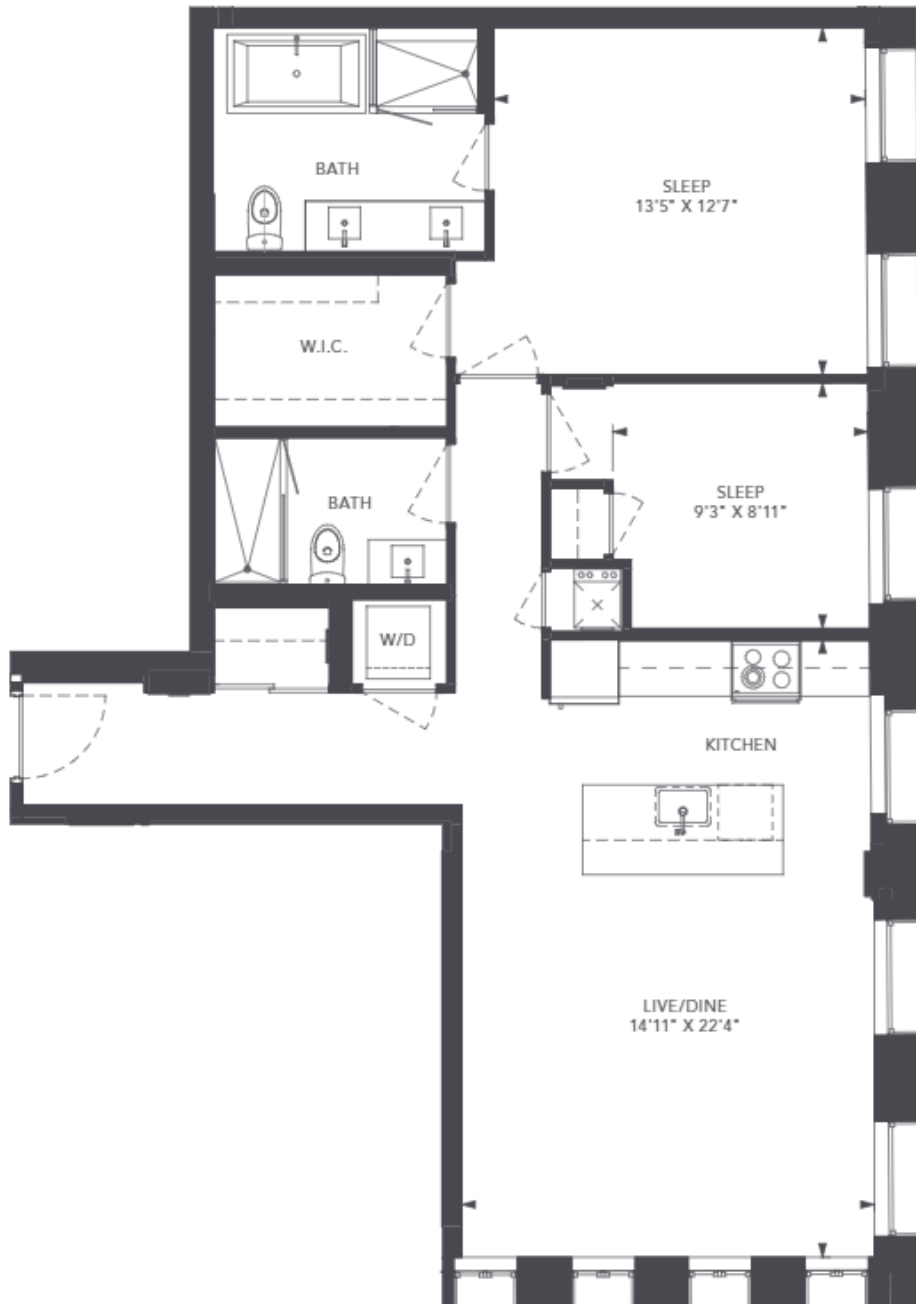 BATH
SLEEP
13'5" X 12'7"
W.I.C.
BATH
SLEEP
9'3" X 8'11"
W/D
KITCHEN
LIVE/DINE
14'11" X 22'4"